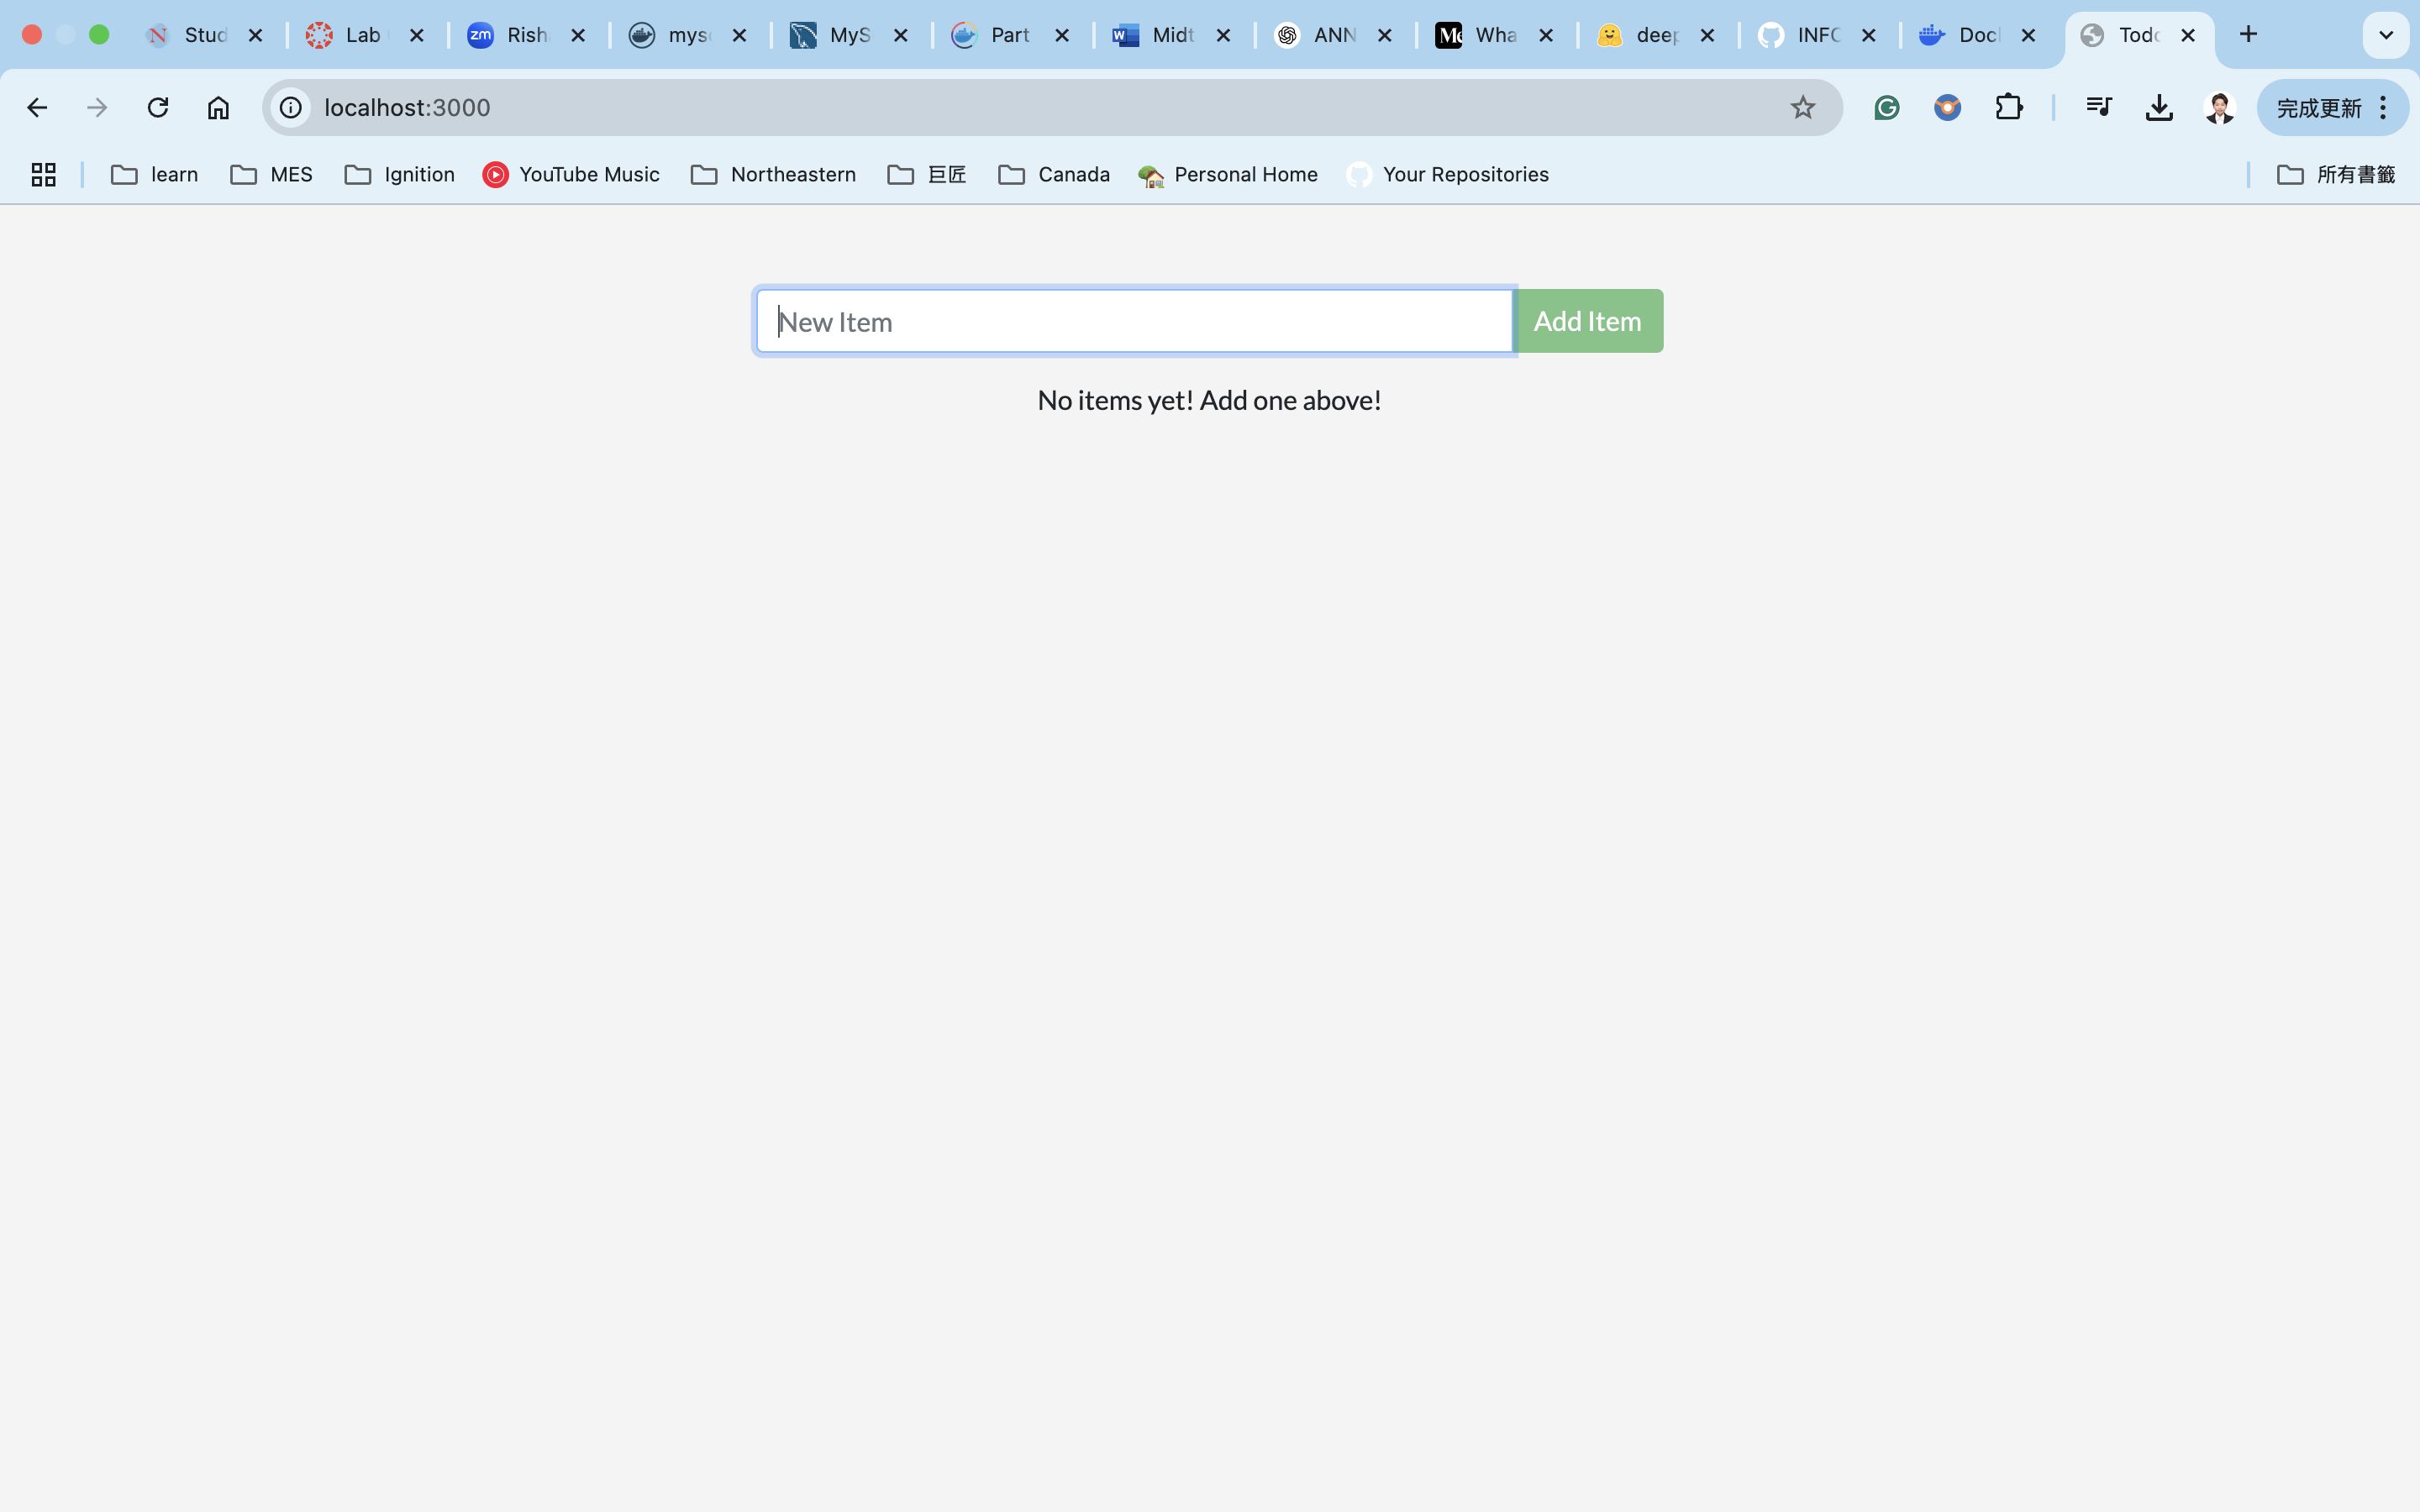 Stud Lab Rish mys MyS Part Midt ANN Wha deep INFO Doc Todo
localhost:3000 完成更新
learn MES Ignition YouTube Music Northeastern 巨匠 Canada Personal Home Your Repositories 所有書籤
New Item Add Item
No items yet! Add one above!